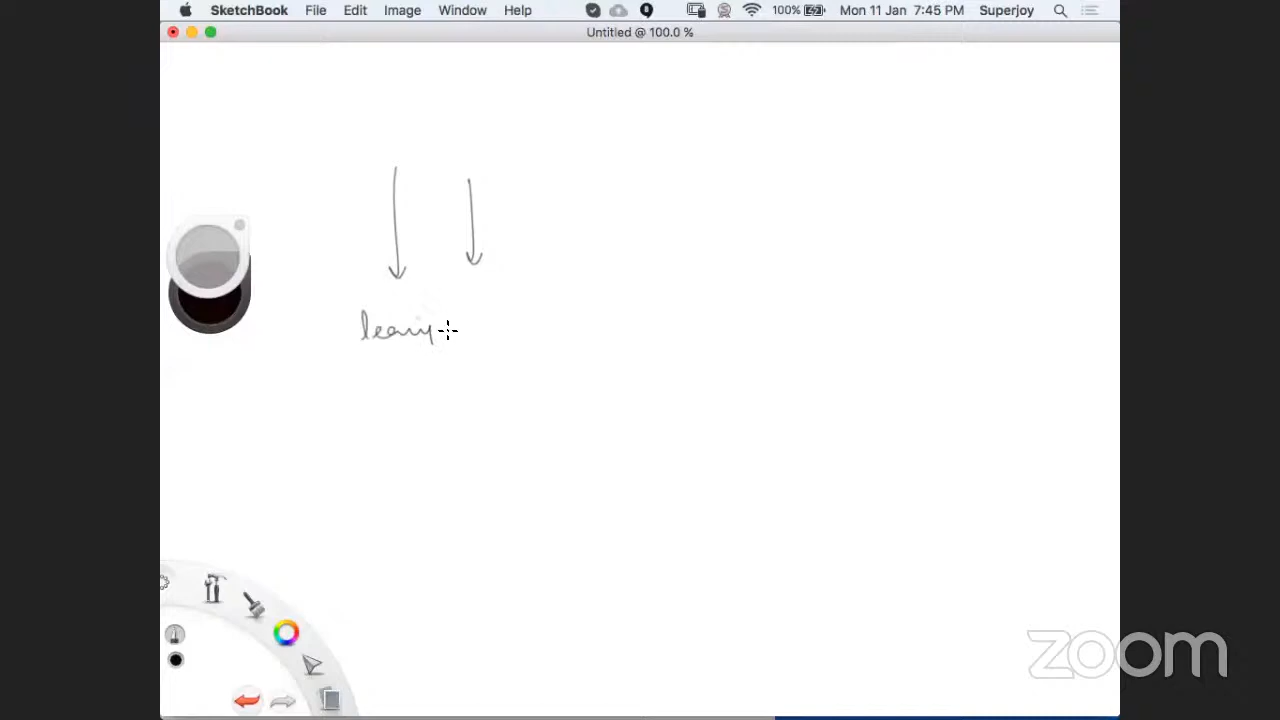 SketchBook File Edit Image Window Help 100% Mon 11 Jan 7:45 PM Superjoy
Untitled @ 100.0 %
zoom